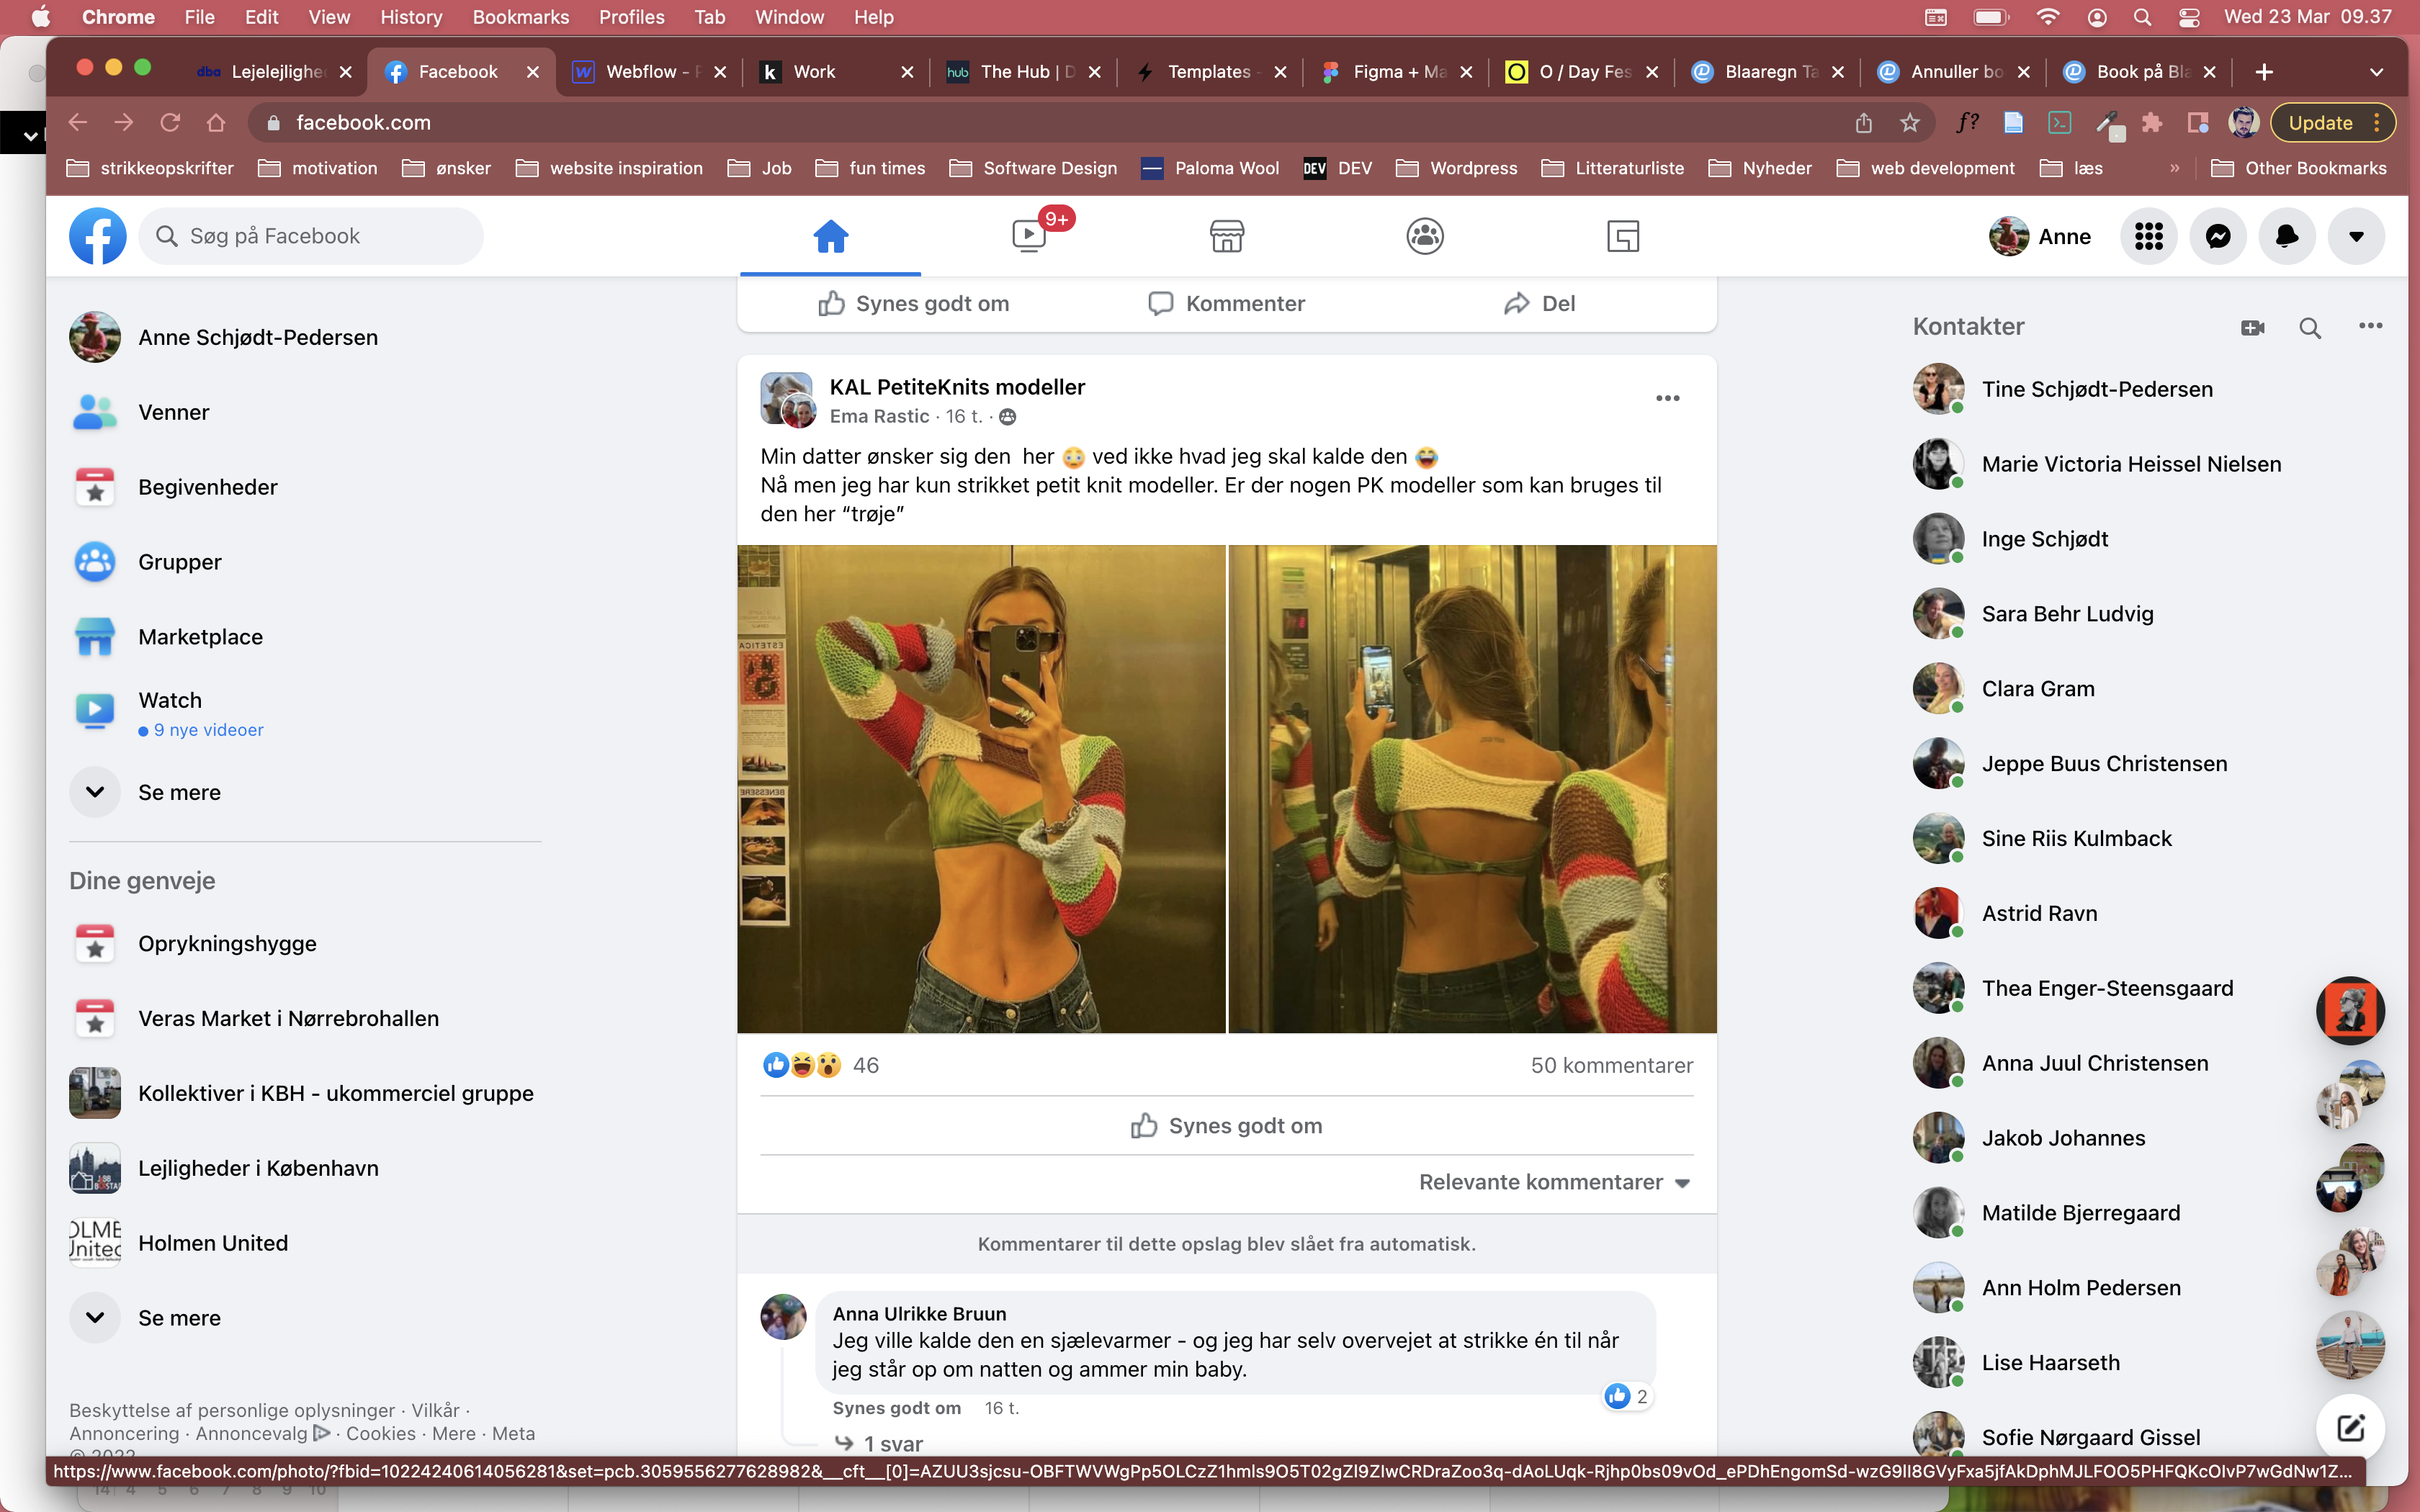 Chrome File Edit View History Bookmarks Profiles Tab Window Help Wed 23 Mar 09.37
dba Lejelejlighe Facebook Webflow - F k Work hub The Hub | D Templates - Figma + Ma O / Day Fes Blaaregn Ta Annuller bo Book på Bla
facebook.com f? Update
strikkeopskrifter motivation ønsker website inspiration Job fun times Software Design Paloma Wool DEV DEV Wordpress Litteraturliste Nyheder web development læs » Other Bookmarks
Søg på Facebook 9+ Anne
Synes godt om Kommenter Del
Anne Schjødt-Pedersen
Venner
Begivenheder
Grupper
Marketplace
Watch
9 nye videoer
Se mere
Dine genveje
Oprykningshygge
Veras Market i Nørrebrohallen
Kollektiver i KBH - ukommerciel gruppe
Lejligheder i København
Holmen United
Se mere
Beskyttelse af personlige oplysninger · Vilkår ·
Annoncering · Annoncevalg · Cookies · Mere · Meta
© 2022
KAL PetiteKnits modeller
Ema Rastic · 16 t. ·
Min datter ønsker sig den her 😳 ved ikke hvad jeg skal kalde den 😂
Nå men jeg har kun strikket petit knit modeller. Er der nogen PK modeller som kan bruges til
den her “trøje”
46 50 kommentarer
Synes godt om
Relevante kommentarer
Kommentarer til dette opslag blev slået fra automatisk.
Anna Ulrikke Bruun
Jeg ville kalde den en sjælevarmer - og jeg har selv overvejet at strikke én til når
jeg står op om natten og ammer min baby.
2
Synes godt om 16 t.
1 svar
Kontakter
Tine Schjødt-Pedersen
Marie Victoria Heissel Nielsen
Inge Schjødt
Sara Behr Ludvig
Clara Gram
Jeppe Buus Christensen
Sine Riis Kulmback
Astrid Ravn
Thea Enger-Steensgaard
Anna Juul Christensen
Jakob Johannes
Matilde Bjerregaard
Ann Holm Pedersen
Lise Haarseth
Sofie Nørgaard Gissel
https://www.facebook.com/photo/?fbid=10224240614056281&set=pcb.3059556277628982&__cft__[0]=AZUU3sjcsu-OBFTWVWgPp5OLCzZ1hmls9O5T02gZl9ZlwCRDraZoo3q-dAoLUqk-Rjhp0bs09vOd_ePDhEngomSd-wzG9ll8GVyFxa5jfAkDphMJLFOO5PHFQKcOIvP7wGdNw1Z...
14 4 5 6 7 8 9 10